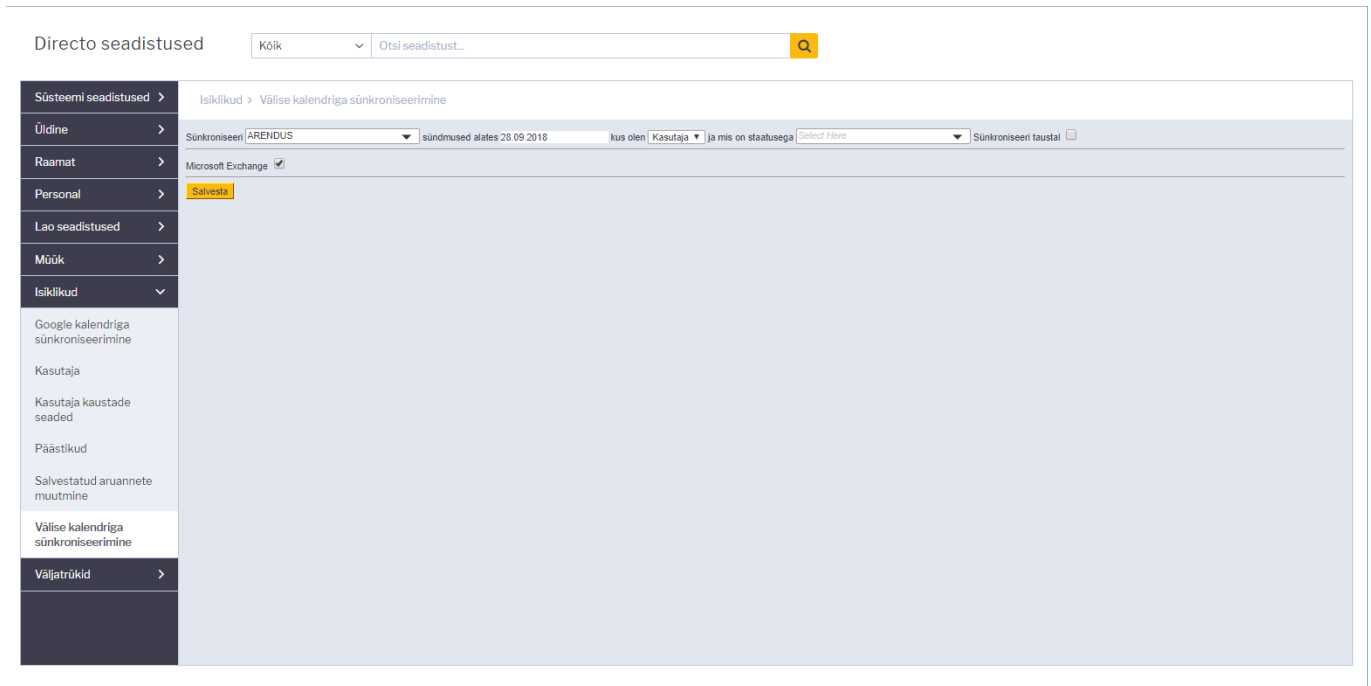 Directo seadistused
Kõik
Otsi seadistust...
Süsteemi seadistused
Üldine
Raamat
Personal
Lao seadistused
Müük
Isiklikud
Google kalendriga
sünkroniseerimine
Kasutaja
Kasutaja kaustade
seaded
Päästikud
Salvestatud aruannete
muutmine
Välise kalendriga
sünkroniseerimine
Väljatrükid
Isiklikud > Välise kalendriga sünkroniseerimine
Sünkroniseeri ARENDUS sündmused alates 28.09.2018 kus olen Kasutaja ja mis on staatusega Select Here Sünkroniseeri taustal
Microsoft Exchange
Salvesta